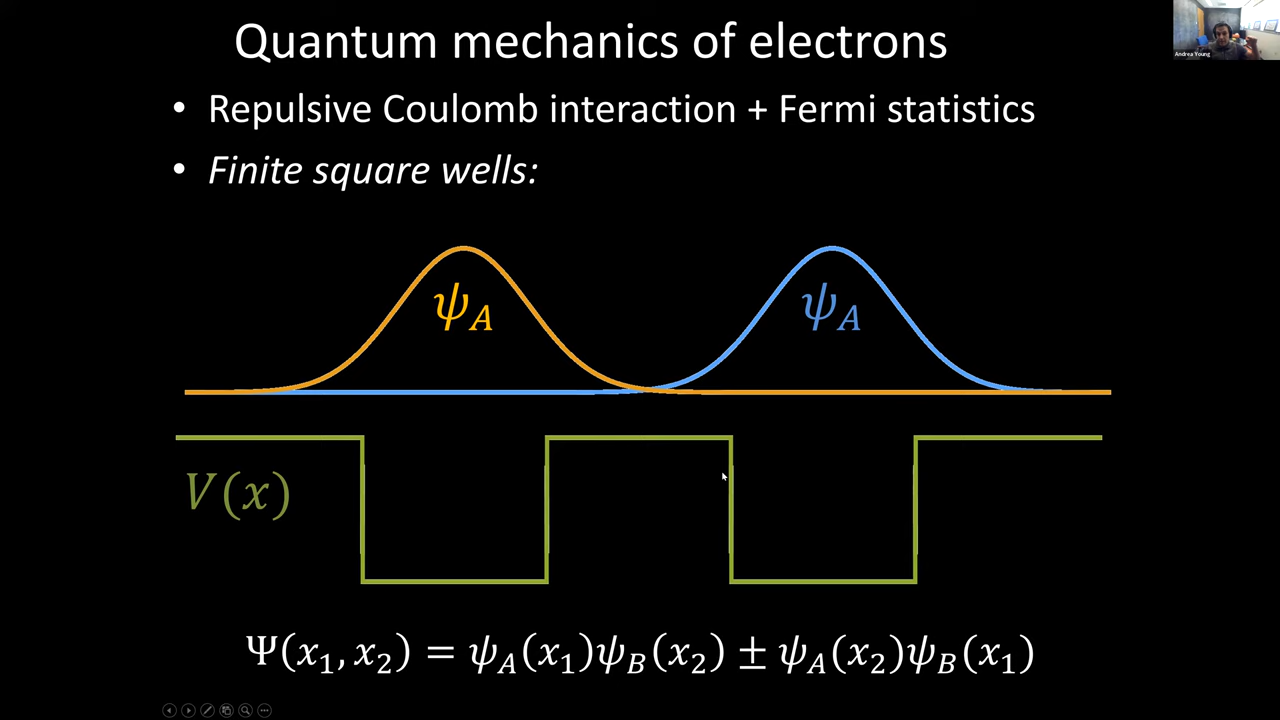 Quantum mechanics of electrons
Andrea Young
• Repulsive Coulomb interaction + Fermi statistics
• Finite square wells:
ψ_A ψ_A
V(x)
Ψ(x₁, x₂) = ψ_A(x₁)ψ_B(x₂) ± ψ_A(x₂)ψ_B(x₁)